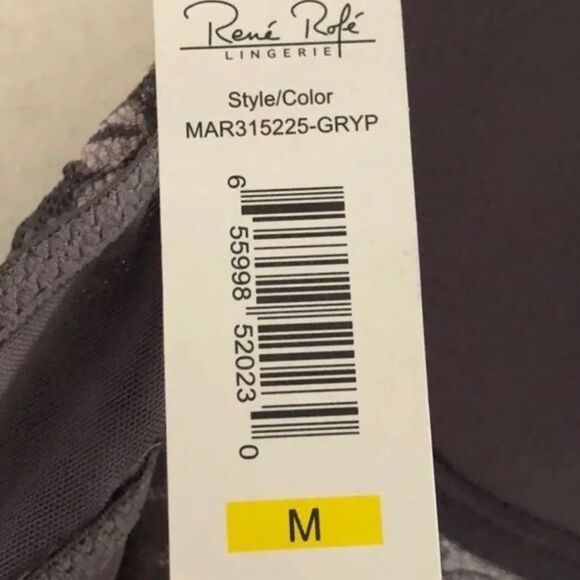 René Rofé
LINGERIE
Style/Color
MAR315225-GRYP
6 55998 52023 0
M